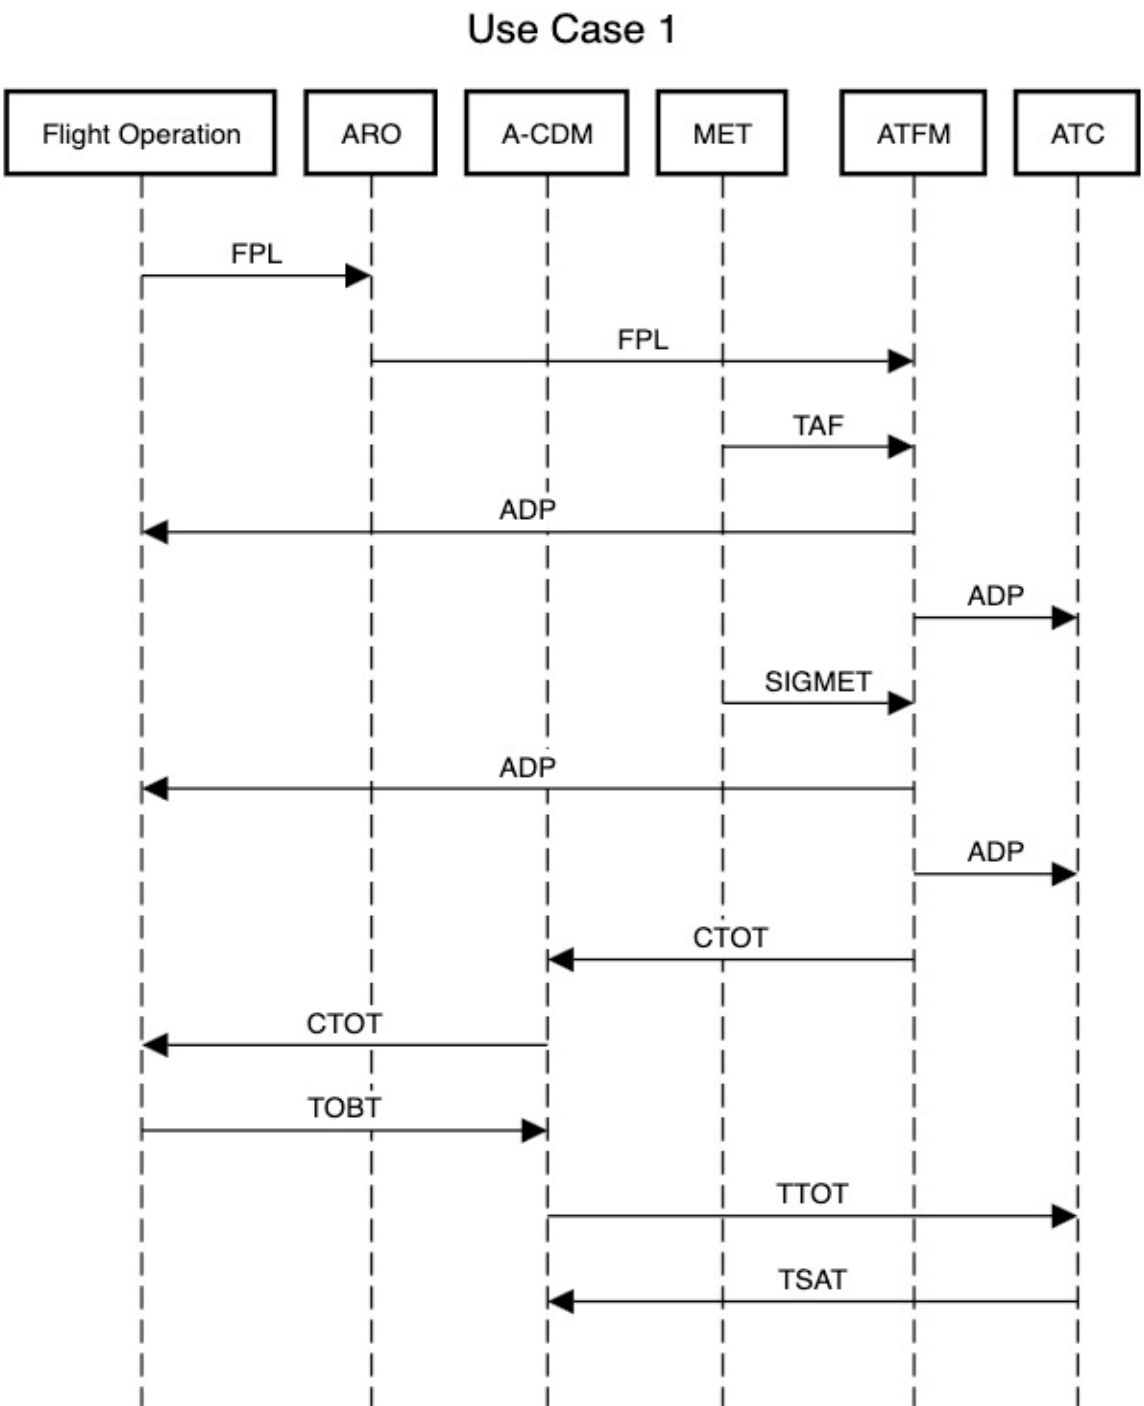 Use Case 1
Flight Operation
ARO
A-CDM
MET
ATFM
ATC
FPL
FPL
TAF
ADP
ADP
SIGMET
ADP
ADP
CTOT
CTOT
TOBT
TTOT
TSAT